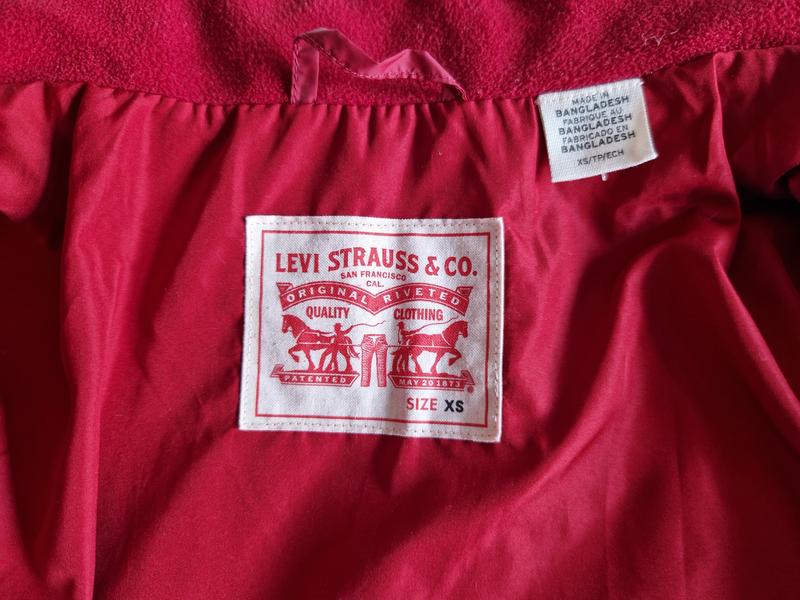 MADE IN
BANGLADESH
FABRIQUE AU
BANGLADESH
FABRICADO EN
BANGLADESH
XS/TP/ECH
LEVI STRAUSS & CO.
SAN FRANCISCO
CAL.
ORIGINAL RIVETED
QUALITY CLOTHING
PATENTED MAY 20 1873
SIZE XS